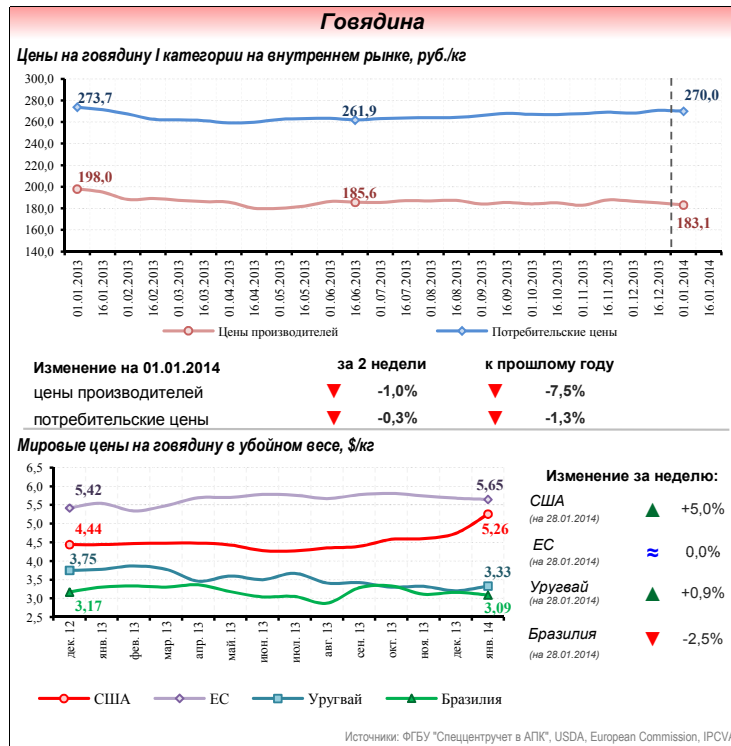 Говядина
Цены на говядину I категории на внутреннем рынке, руб./кг
300,0
280,0
260,0
240,0
220,0
200,0
180,0
160,0
140,0
273,7
261,9
270,0
198,0
185,6
183,1
01.01.2013
16.01.2013
01.02.2013
16.02.2013
01.03.2013
16.03.2013
01.04.2013
16.04.2013
01.05.2013
16.05.2013
01.06.2013
16.06.2013
01.07.2013
16.07.2013
01.08.2013
16.08.2013
01.09.2013
16.09.2013
01.10.2013
16.10.2013
01.11.2013
16.11.2013
01.12.2013
16.12.2013
01.01.2014
16.01.2014
Цены производителей Потребительские цены
Изменение на 01.01.2014 за 2 недели к прошлому году
цены производителей -1,0% -7,5%
потребительские цены -0,3% -1,3%
Мировые цены на говядину в убойном весе, $/кг
6,5
6,0
5,5
5,0
4,5
4,0
3,5
3,0
2,5
5,42
5,65
4,44
5,26
3,75
3,33
3,17
3,09
дек. 12
янв. 13
фев. 13
мар. 13
апр. 13
май. 13
июн. 13
июл. 13
авг. 13
сен. 13
окт. 13
ноя. 13
дек. 13
янв. 14
США ЕС Уругвай Бразилия
Изменение за неделю:
США
(на 28.01.2014)
+5,0%
ЕС
(на 28.01.2014)
≈ 0,0%
Уругвай
(на 28.01.2014)
+0,9%
Бразилия
(на 28.01.2014)
-2,5%
Источники: ФГБУ "Спеццентручет в АПК", USDA, European Commission, IPCVA